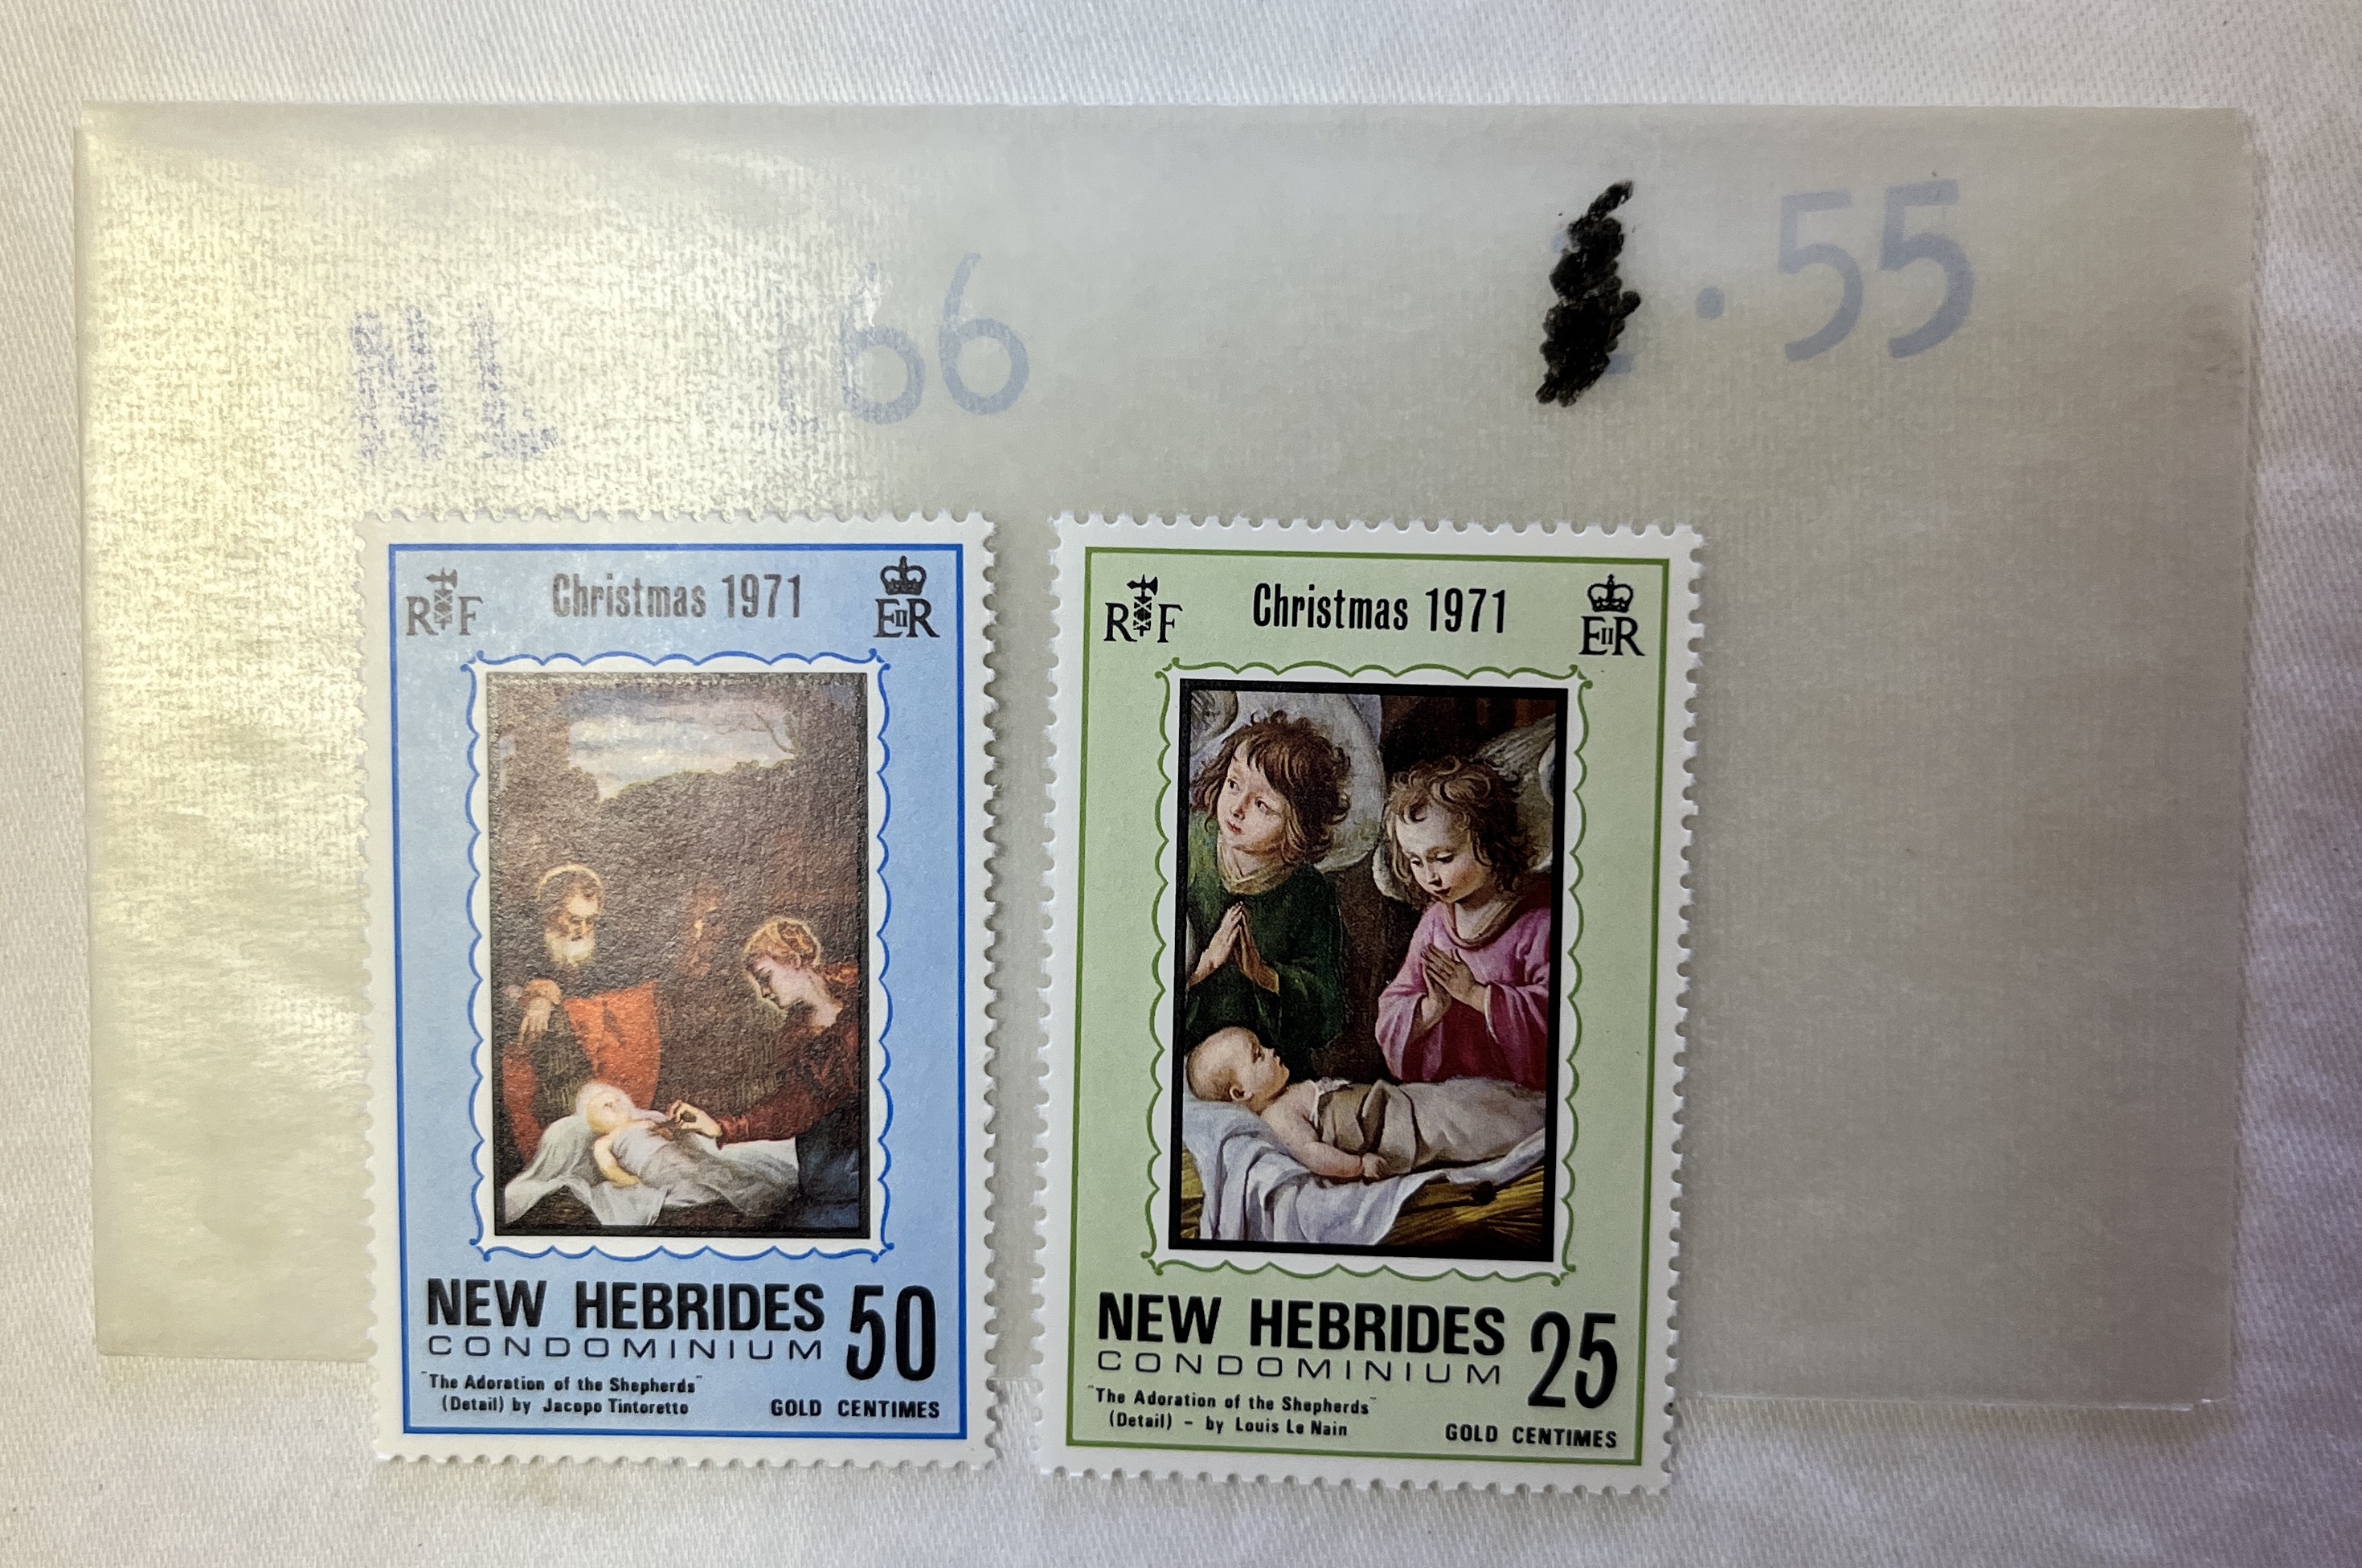 NL 166 .55
Christmas 1971
RF
EIIR
NEW HEBRIDES
CONDOMINIUM
50
"The Adoration of the Shepherds"
(Detail) by Jacopo Tintoretto
GOLD CENTIMES
Christmas 1971
RF
EIIR
NEW HEBRIDES
CONDOMINIUM
25
"The Adoration of the Shepherds"
(Detail) - by Louis Le Nain
GOLD CENTIMES